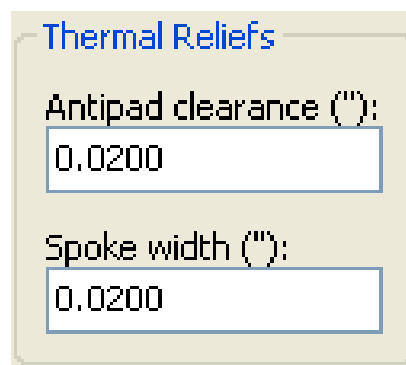 Thermal Reliefs
Antipad clearance ("):
0.0200
Spoke width ("):
0.0200